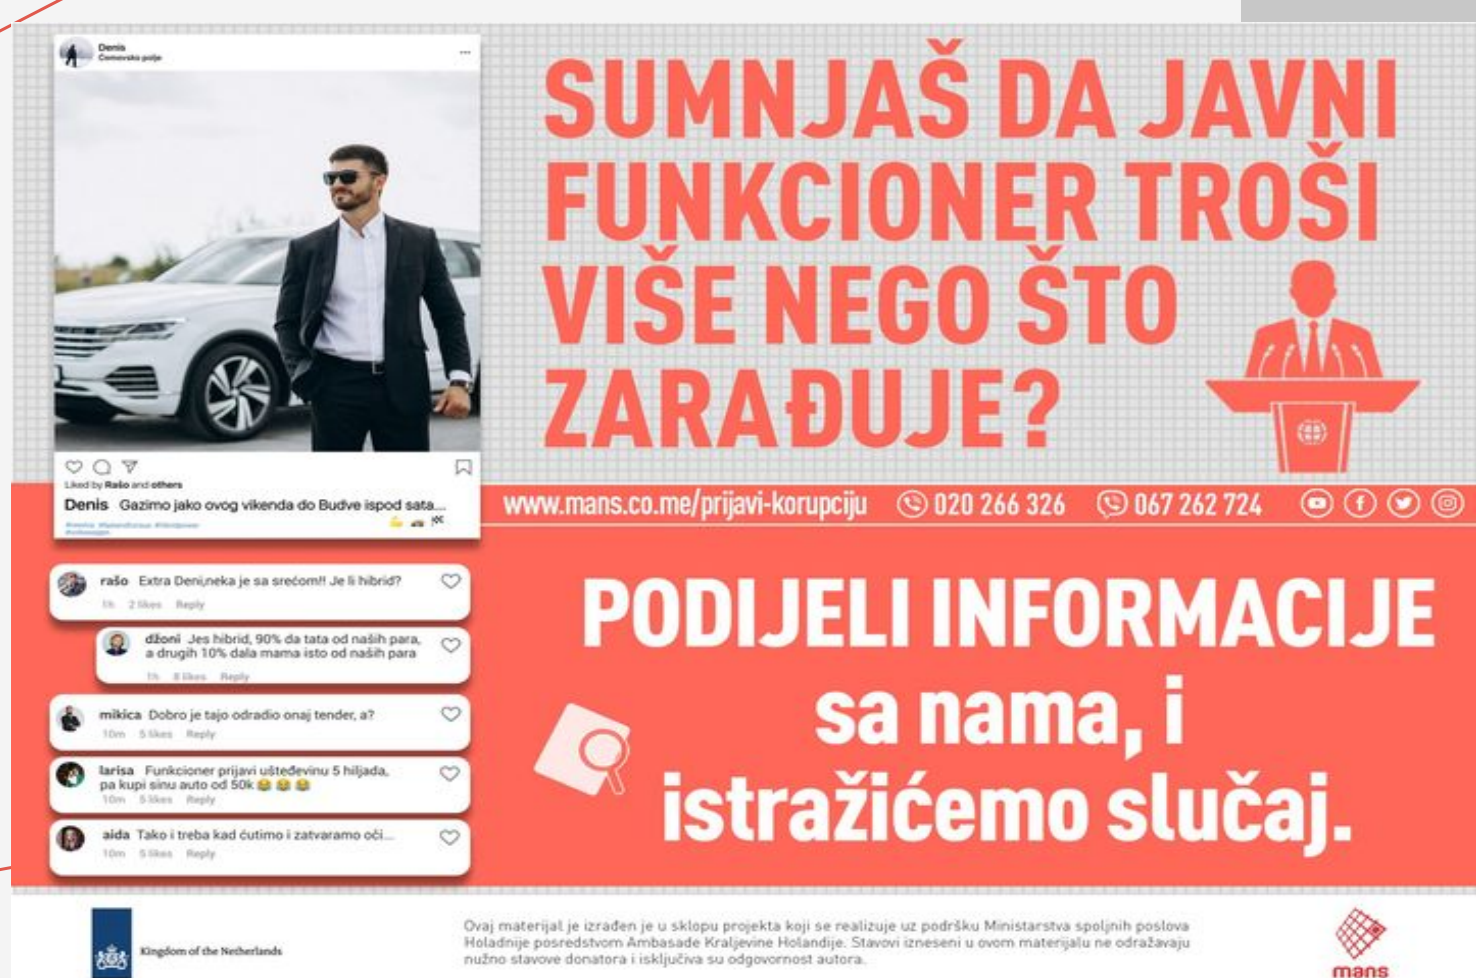 Denis
Ćemovsko polje
SUMNJAŠ DA JAVNI
FUNKCIONER TROŠI
VIŠE NEGO ŠTO
ZARAĐUJE?
Liked by Rašo and others
Denis Gazimo jako ovog vikenda do Budve ispod sata...
www.mans.co.me/prijavi-korupciju 020 266 326 067 262 724
rašo Extra Deni,neka je sa srećom!! Je li hibrid?
1h 2 likes Reply
džoni Jes hibrid, 90% da tata od naših para,
a drugih 10% dala mama isto od naših para
1h 8 likes Reply
mikica Dobro je tajo odradio onaj tender, a?
10m 5 likes Reply
larisa Funkcioner prijavi ušteđevinu 5 hiljada,
pa kupi sinu auto od 50k 😂 😂 😂
10m 5 likes Reply
aida Tako i treba kad ćutimo i zatvaramo oči...
10m 5 likes Reply
PODIJELI INFORMACIJE
sa nama, i
istražićemo slučaj.
Kingdom of the Netherlands
Ovaj materijal je izrađen je u sklopu projekta koji se realizuje uz podršku Ministarstva spoljnih poslova
Holadnije posredstvom Ambasade Kraljevine Holandije. Stavovi izneseni u ovom materijalu ne odražavaju
nužno stavove donatora i isključiva su odgovornost autora.
mans